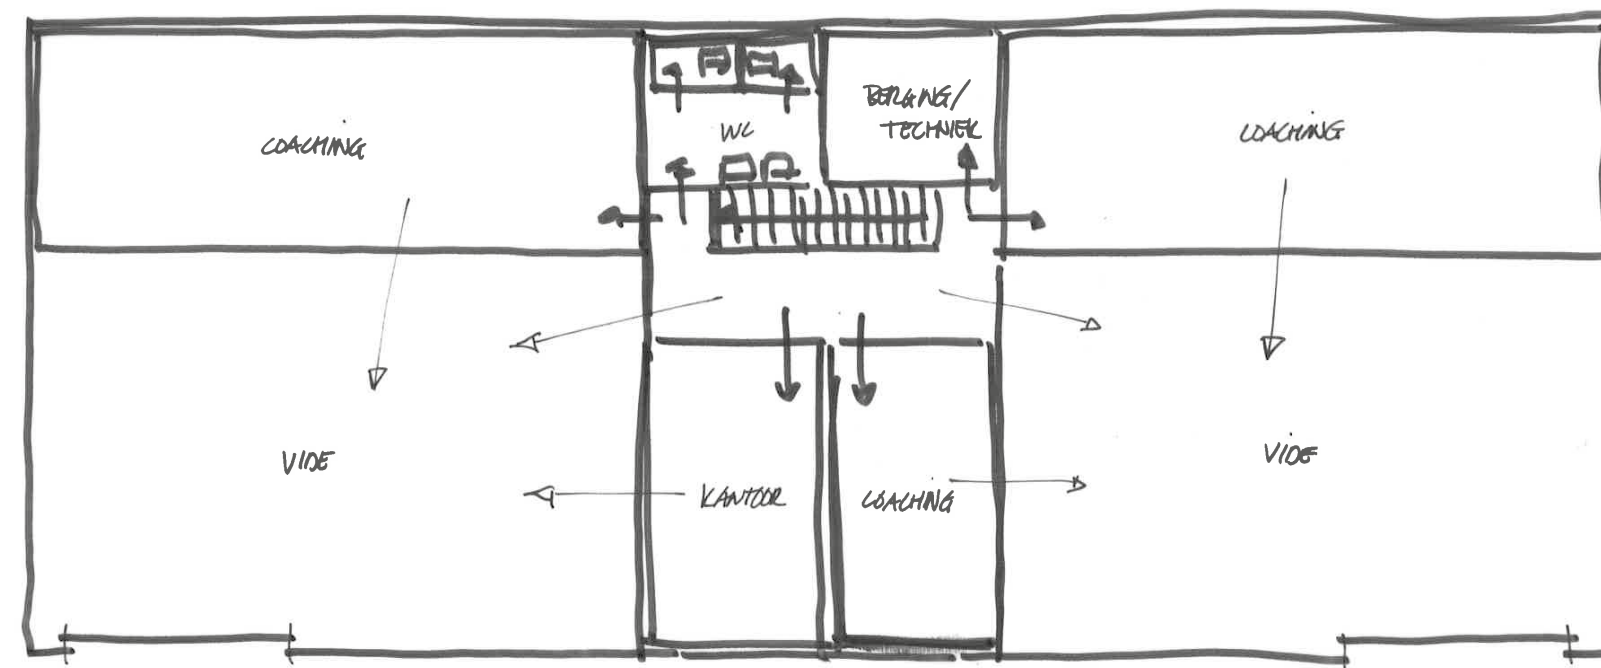 COACHING
WC
BERGING/
TECHNIEK
COACHING
VIDE
KANTOOR
COACHING
VIDE